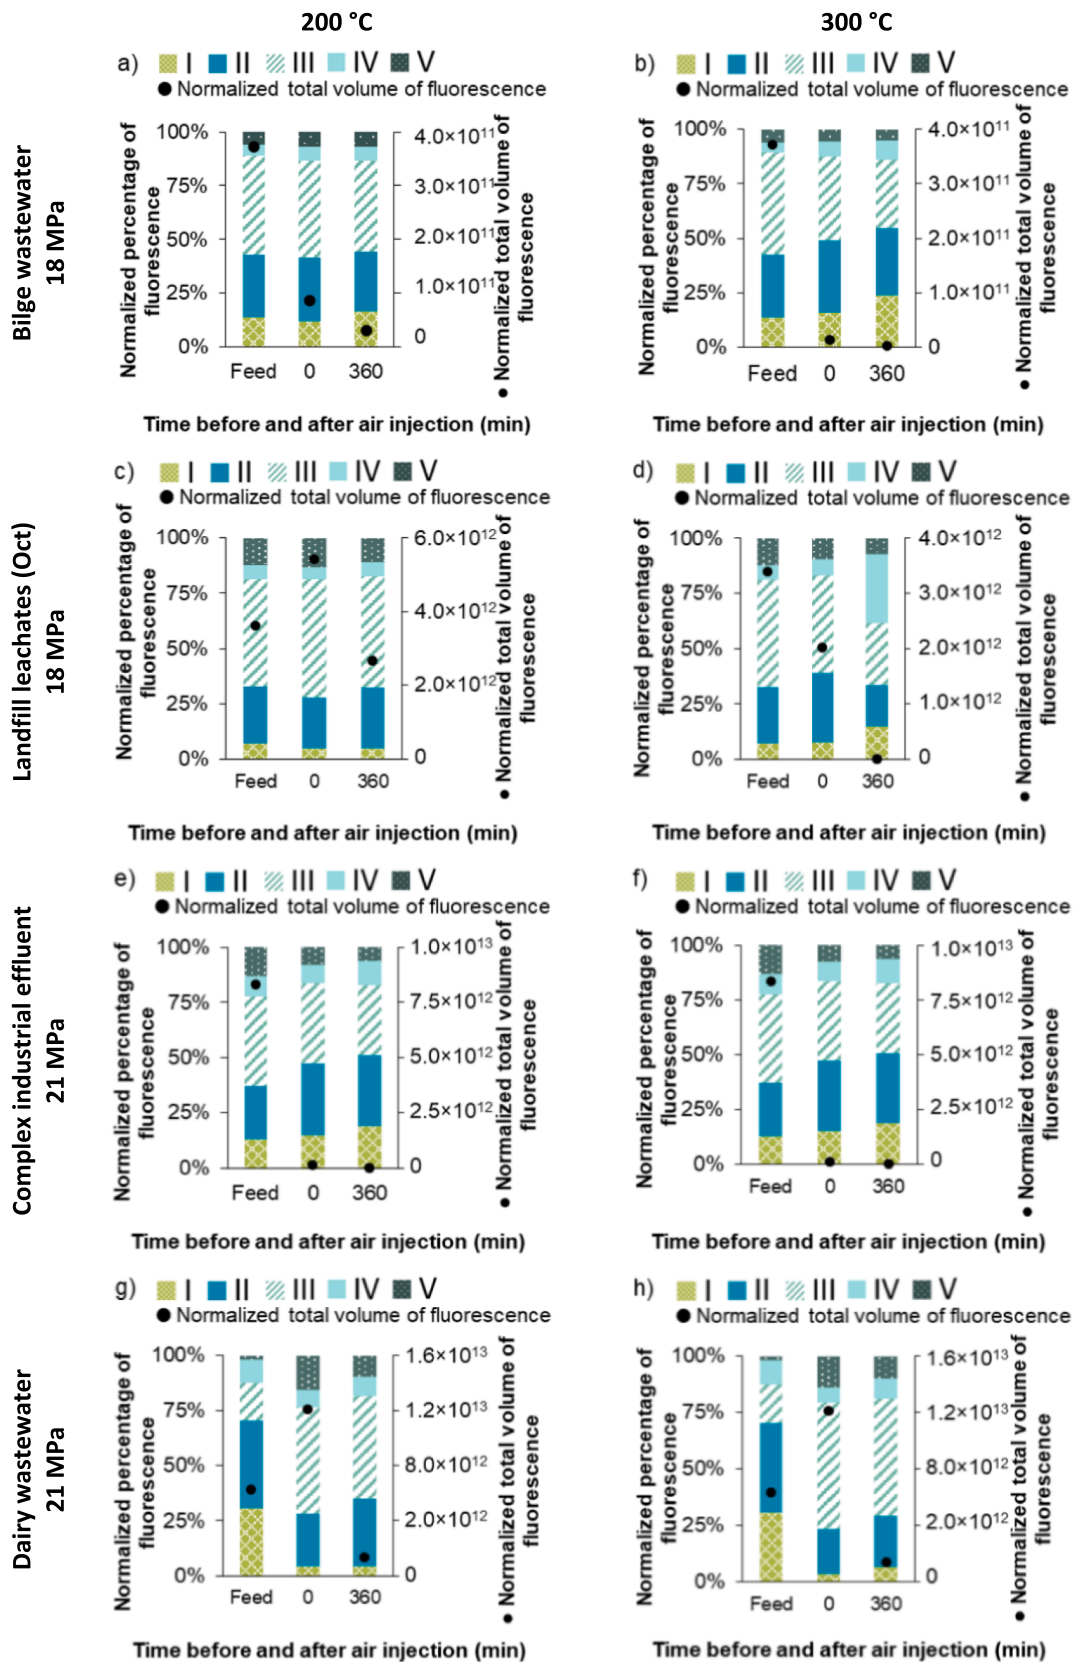 200 °C
300 °C
Bilge wastewater
18 MPa
a) I II III IV V
● Normalized total volume of fluorescence
Normalized percentage of
fluorescence
100%
75%
50%
25%
0%
4.0×10¹¹
3.0×10¹¹
2.0×10¹¹
1.0×10¹¹
0
● Normalized total volume of
fluorescence
Feed 0 360
Time before and after air injection (min)
b) I II III IV V
● Normalized total volume of fluorescence
Normalized percentage of
fluorescence
100%
75%
50%
25%
0%
4.0×10¹¹
3.0×10¹¹
2.0×10¹¹
1.0×10¹¹
0
● Normalized total volume of
fluorescence
Feed 0 360
Time before and after air injection (min)
Landfill leachates (Oct)
18 MPa
c) I II III IV V
● Normalized total volume of fluorescence
Normalized percentage of
fluorescence
100%
75%
50%
25%
0%
6.0×10¹²
4.0×10¹²
2.0×10¹²
0
● Normalized total volume of
fluorescence
Feed 0 360
Time before and after air injection (min)
d) I II III IV V
● Normalized total volume of fluorescence
Normalized percentage of
fluorescence
100%
75%
50%
25%
0%
4.0×10¹²
3.0×10¹²
2.0×10¹²
1.0×10¹²
0
● Normalized total volume of
fluorescence
Feed 0 360
Time before and after air injection (min)
Complex industrial effluent
21 MPa
e) I II III IV V
● Normalized total volume of fluorescence
Normalized percentage of
fluorescence
100%
75%
50%
25%
0%
1.0×10¹³
7.5×10¹²
5.0×10¹²
2.5×10¹²
0
● Normalized total volume of
fluorescence
Feed 0 360
Time before and after air injection (min)
f) I II III IV V
● Normalized total volume of fluorescence
Normalized percentage of
fluorescence
100%
75%
50%
25%
0%
1.0×10¹³
7.5×10¹²
5.0×10¹²
2.5×10¹²
0
● Normalized total volume of
fluorescence
Feed 0 360
Time before and after air injection (min)
Dairy wastewater
21 MPa
g) I II III IV V
● Normalized total volume of fluorescence
Normalized percentage of
fluorescence
100%
75%
50%
25%
0%
1.6×10¹³
1.2×10¹³
8.0×10¹²
2.0×10¹²
0
● Normalized total volume of
fluorescence
Feed 0 360
Time before and after air injection (min)
h) I II III IV V
● Normalized total volume of fluorescence
Normalized percentage of
fluorescence
100%
75%
50%
25%
0%
1.6×10¹³
1.2×10¹³
8.0×10¹²
2.0×10¹²
0
● Normalized total volume of
fluorescence
Feed 0 360
Time before and after air injection (min)